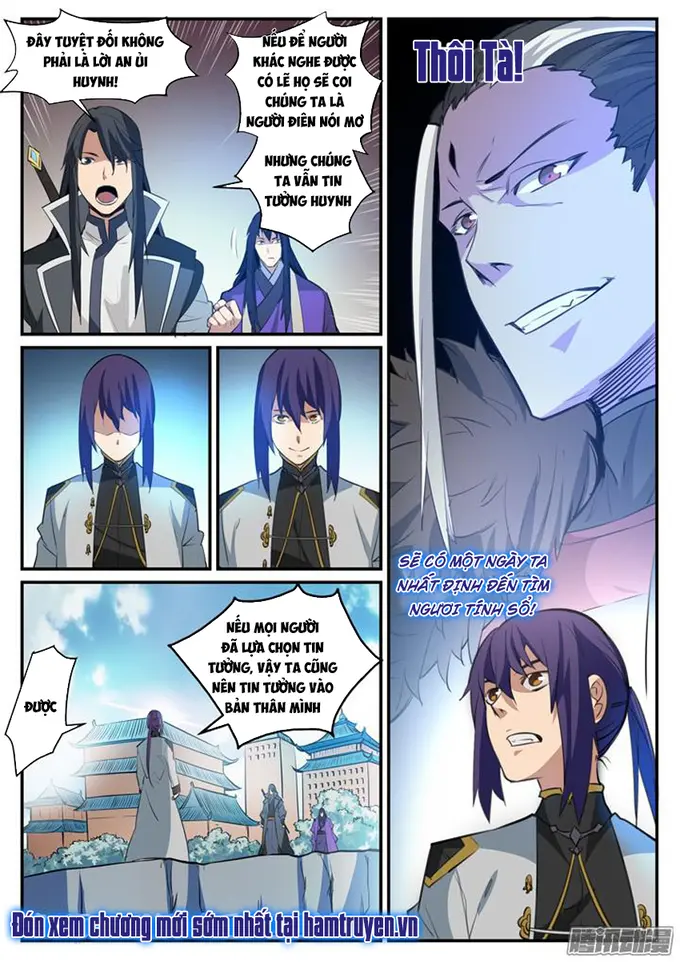 ĐÂY TUYỆT ĐỐI KHÔNG
PHẢI LÀ LỜI AN ỦI
HUYNH!
NẾU ĐỂ NGƯỜI
KHÁC NGHE ĐƯỢC
CÓ LẼ HỌ SẼ COI
CHÚNG TA LÀ
NGƯỜI ĐIÊN NÓI MƠ
NHƯNG CHÚNG
TA VẪN TIN
TƯỞNG HUYNH
NẾU MỌI NGƯỜI
ĐÃ LỰA CHỌN TIN
TƯỞNG, VẬY TA CŨNG
NÊN TIN TƯỞNG VÀO
BẢN THÂN MÌNH
ĐƯỢC
THÔI TÀ!
SẼ CÓ MỘT NGÀY TA
NHẤT ĐỊNH ĐẾN TÌM
NGƯƠI TÍNH SỔ!
Đón xem chương mới sớm nhất tại hamtruyen.vn
腾讯动漫